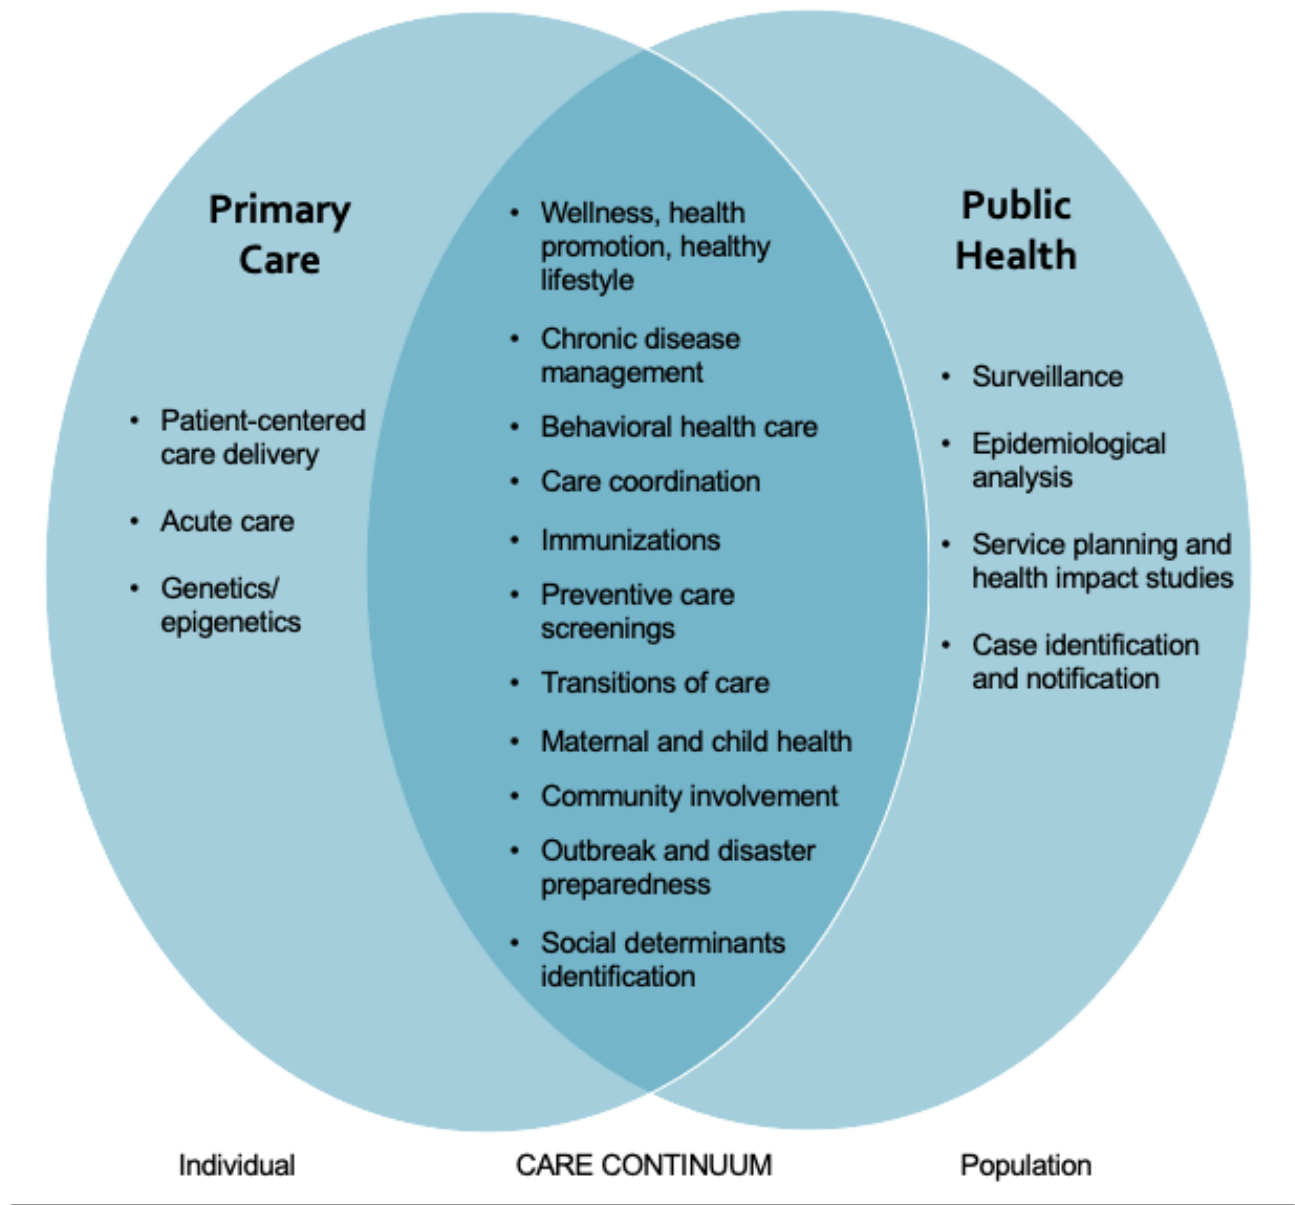 Primary
Care
• Patient-centered
care delivery
• Acute care
• Genetics/
epigenetics
• Wellness, health
promotion, healthy
lifestyle
• Chronic disease
management
• Behavioral health care
• Care coordination
• Immunizations
• Preventive care
screenings
• Transitions of care
• Maternal and child health
• Community involvement
• Outbreak and disaster
preparedness
• Social determinants
identification
Public
Health
• Surveillance
• Epidemiological
analysis
• Service planning and
health impact studies
• Case identification
and notification
Individual
CARE CONTINUUM
Population